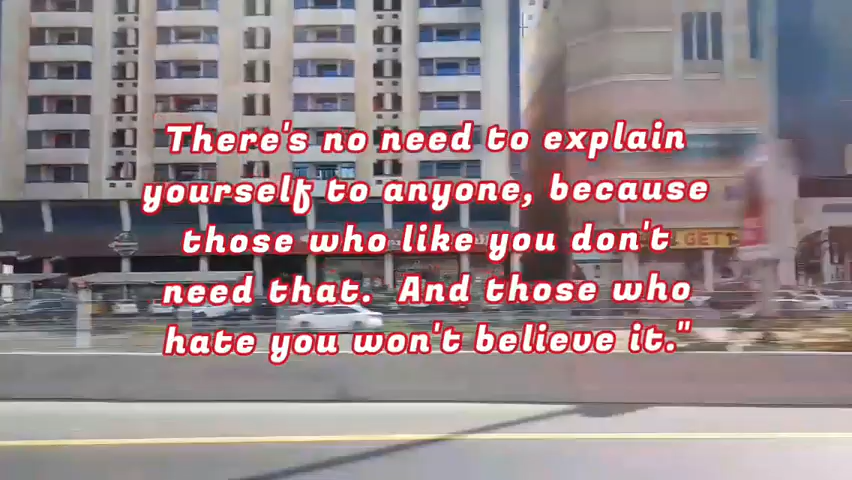 There's no need to explain
yourself to anyone, because
those who like you don't
need that. And those who
hate you won't believe it."
GET